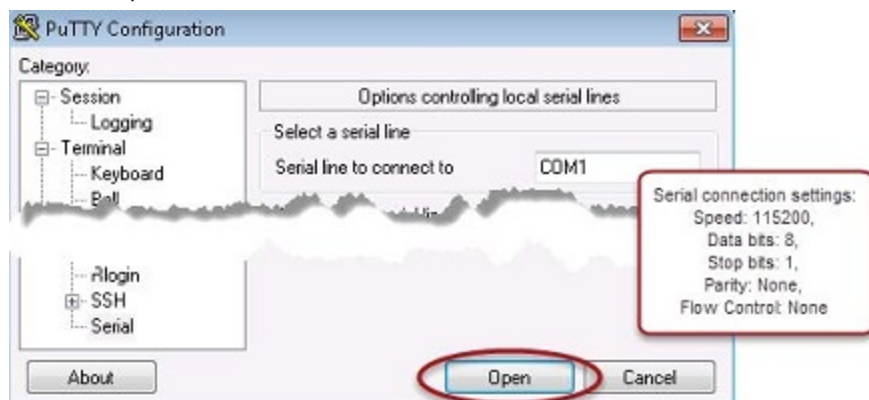 PuTTY Configuration
Category:
Session
Logging
Terminal
Keyboard
Bell
Options controlling local serial lines
Select a serial line
Serial line to connect to
COM1
Serial connection settings:
Speed: 115200,
Data bits: 8,
Stop bits: 1,
Parity: None,
Flow Control: None
Rlogin
SSH
Serial
About
Open
Cancel